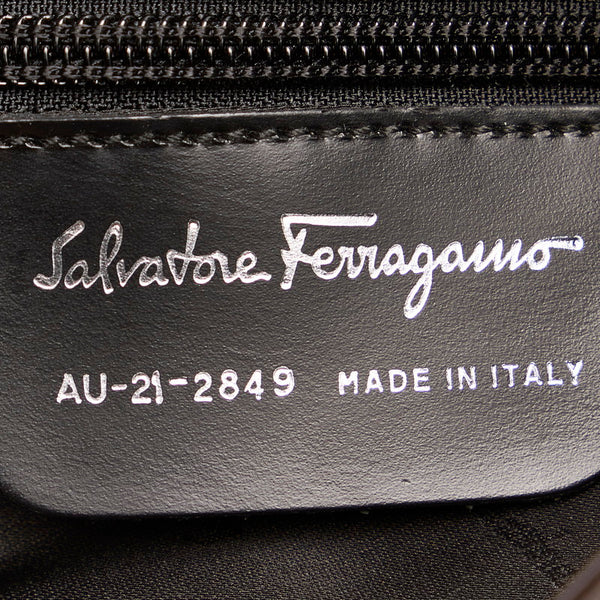 Salvatore Ferragamo
AU-21-2849 MADE IN ITALY